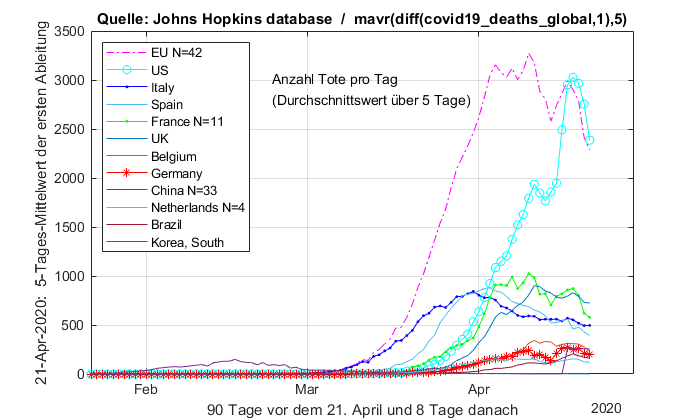 Quelle: Johns Hopkins database / mavr(diff(covid19_deaths_global,1),5)
21-Apr-2020: 5-Tages-Mittelwert der ersten Ableitung
3500
3000
2500
2000
1500
1000
500
0
EU N=42
US
Italy
Spain
France N=11
UK
Belgium
Germany
China N=33
Netherlands N=4
Brazil
Korea, South
Anzahl Tote pro Tag
(Durchschnittswert über 5 Tage)
Feb
Mar
Apr
90 Tage vor dem 21. April und 8 Tage danach
2020